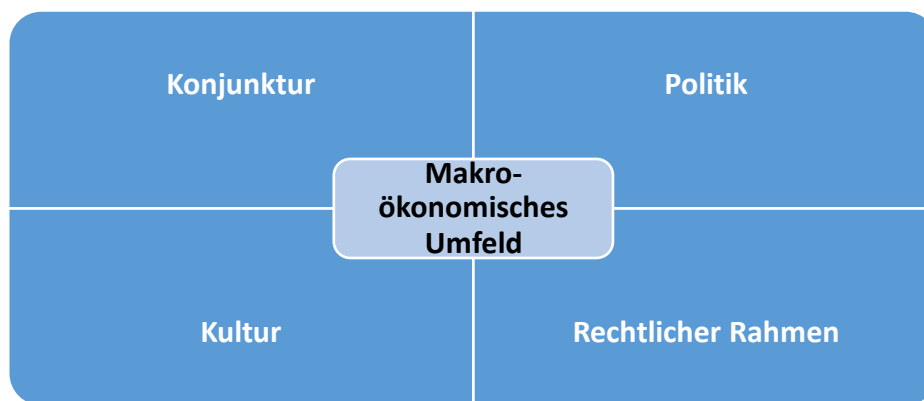 Konjunktur
Politik
Makro-
ökonomisches
Umfeld
Kultur
Rechtlicher Rahmen